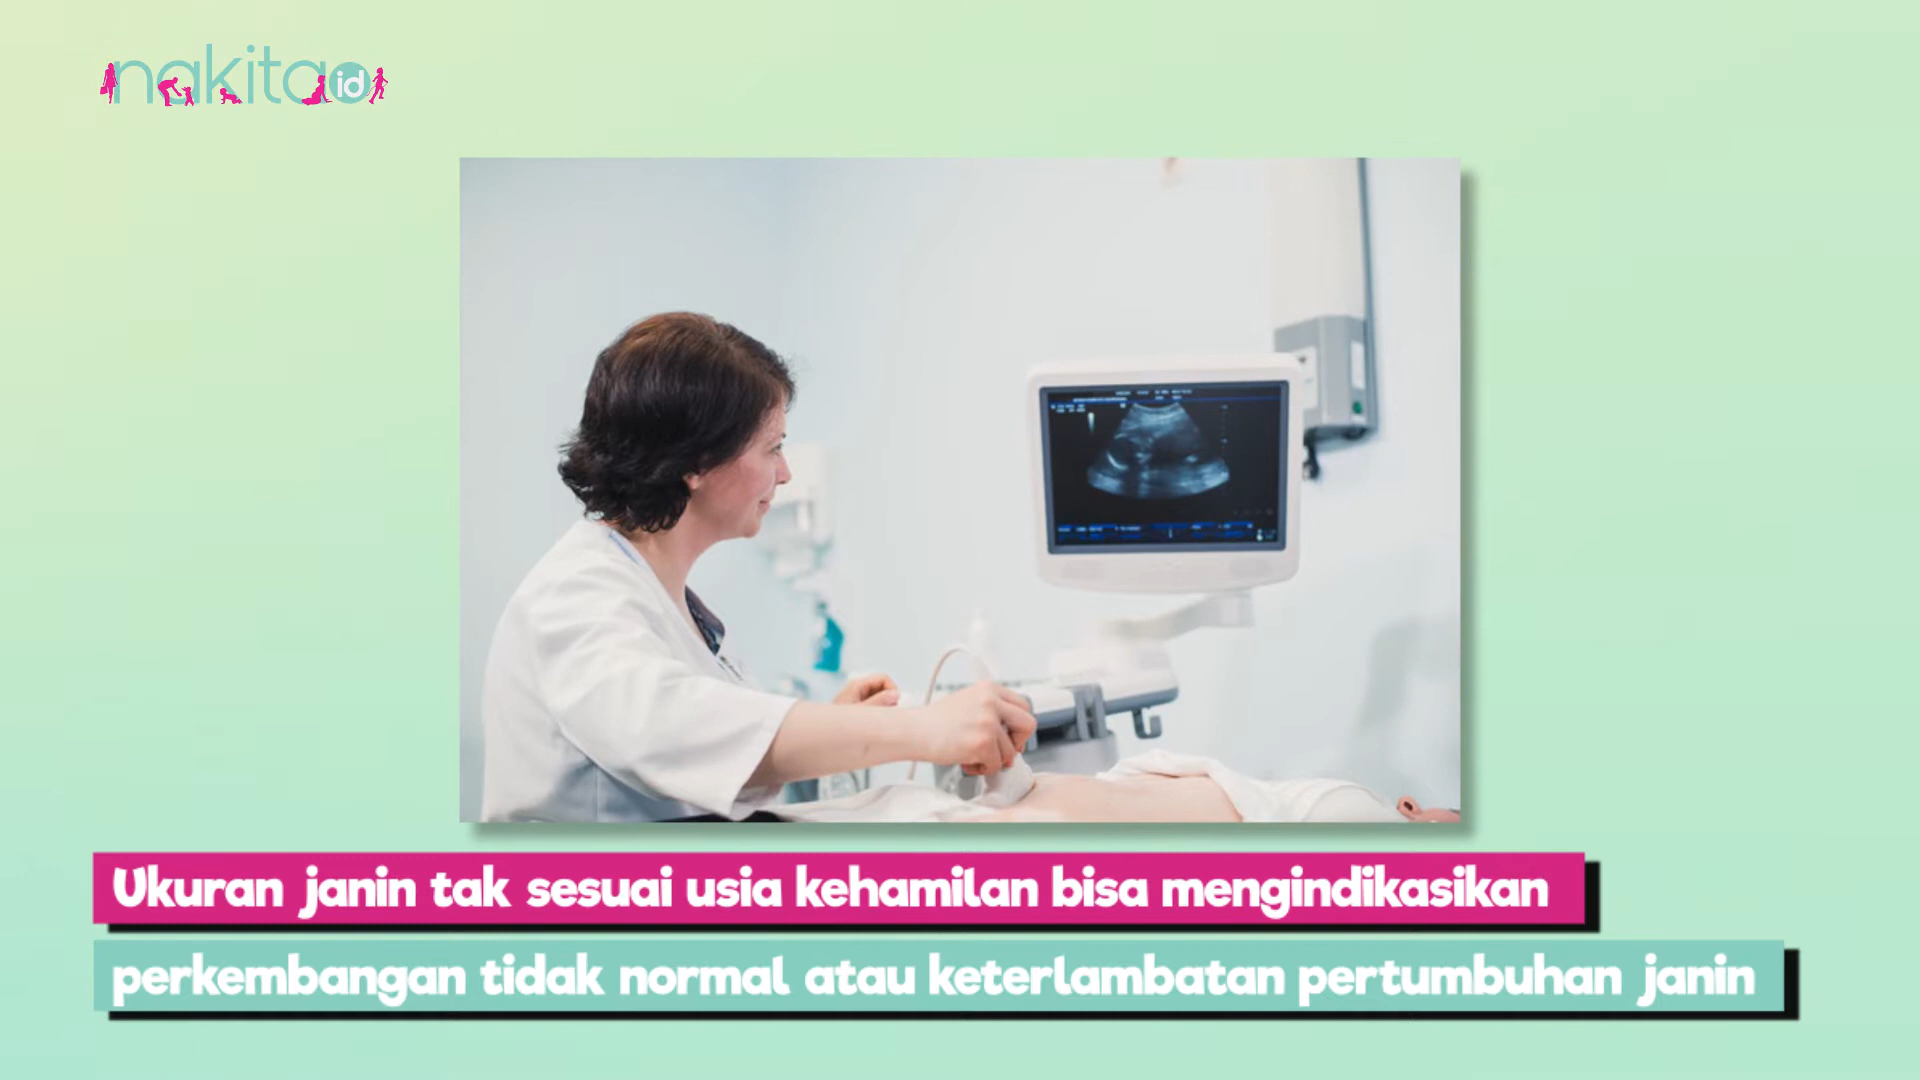 nakita id
Ukuran janin tak sesuai usia kehamilan bisa mengindikasikan
perkembangan tidak normal atau keterlambatan pertumbuhan janin